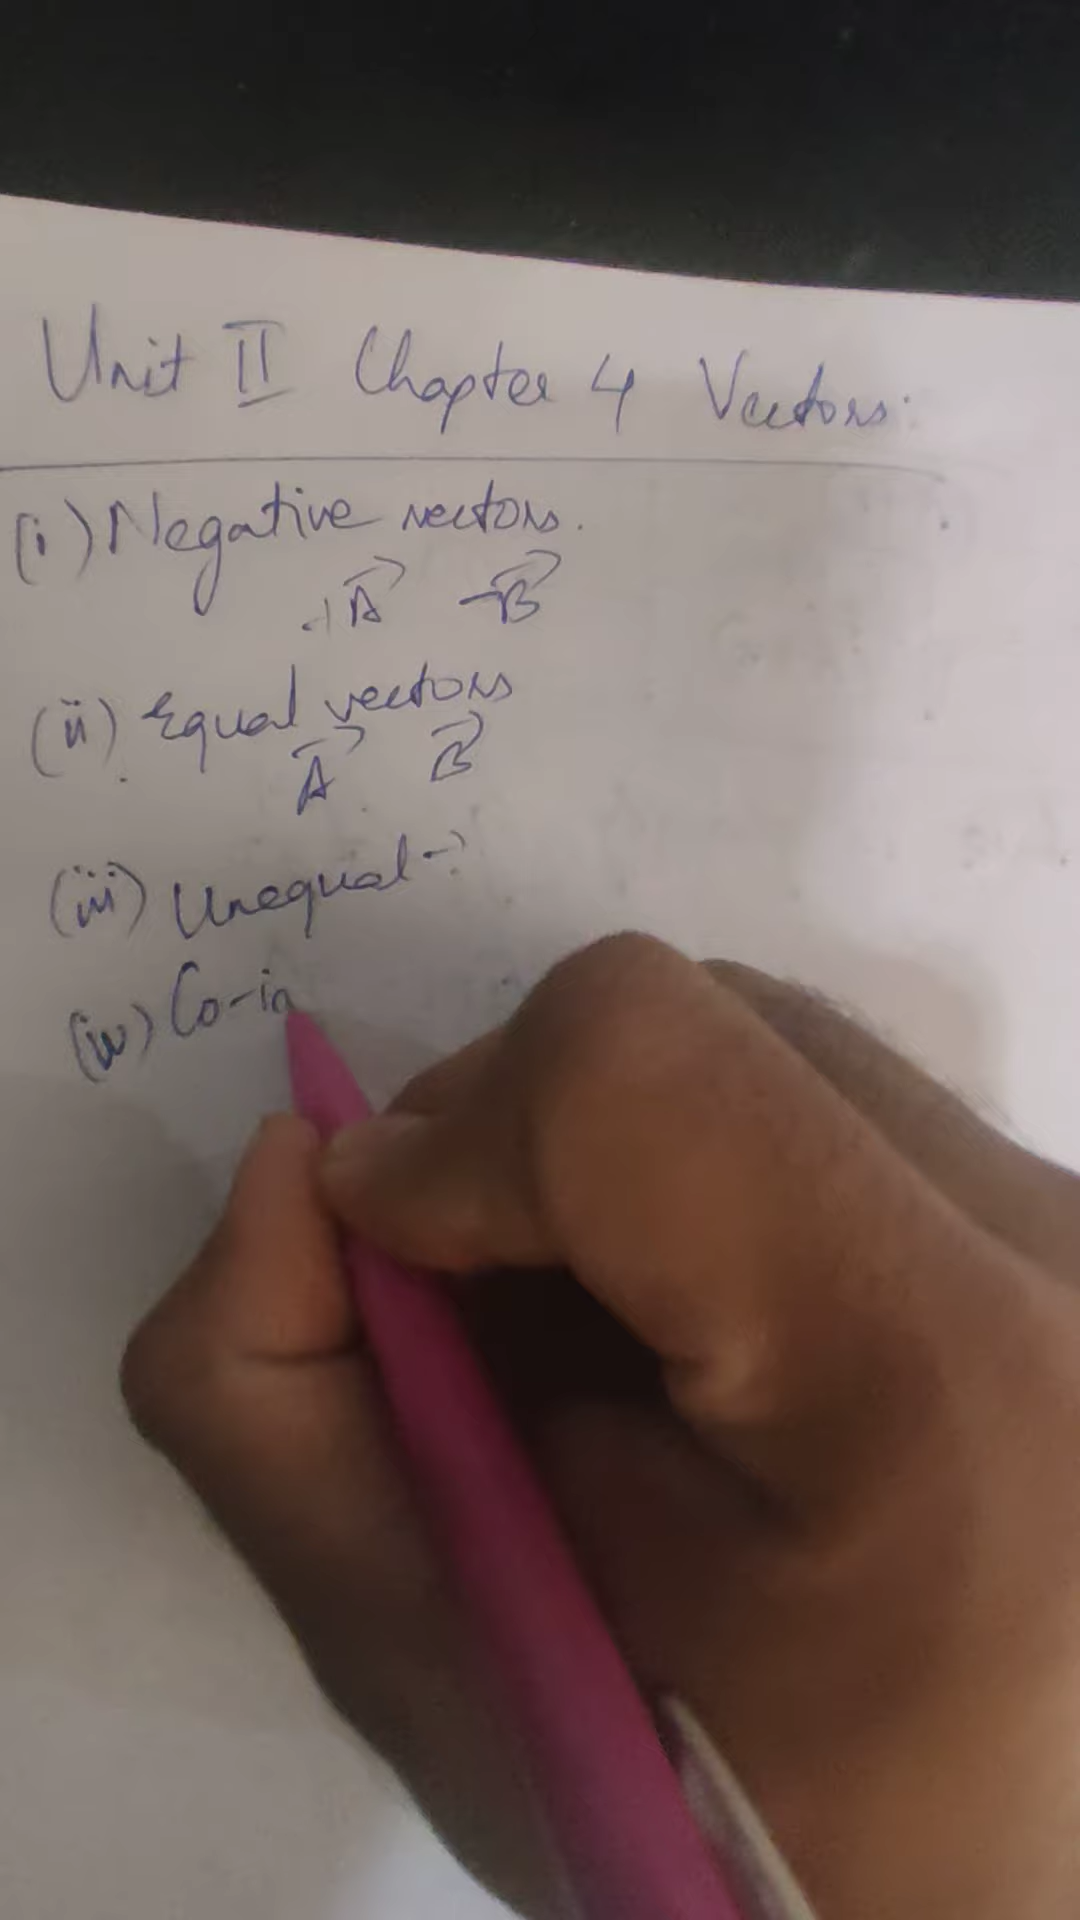 Unit II Chapter 4 Vectors:
(i) Negative vectors.
+A⃗ -B⃗
(ii) Equal vectors
A⃗ B⃗
(iii) Unequal →:
(iv) Co-in